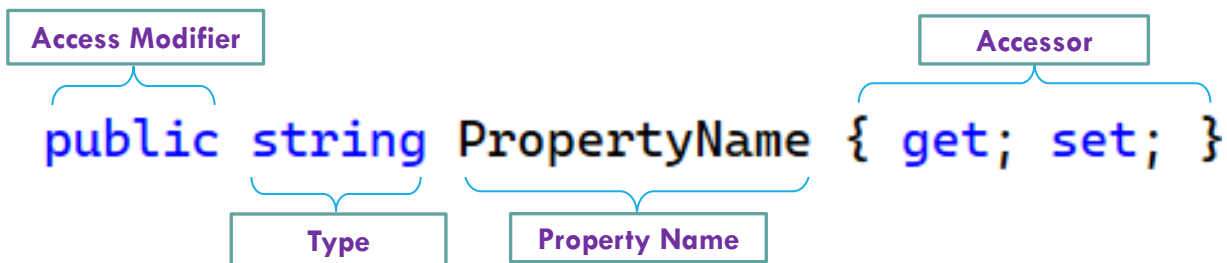 Access Modifier
Accessor
public string PropertyName { get; set; }
Type
Property Name